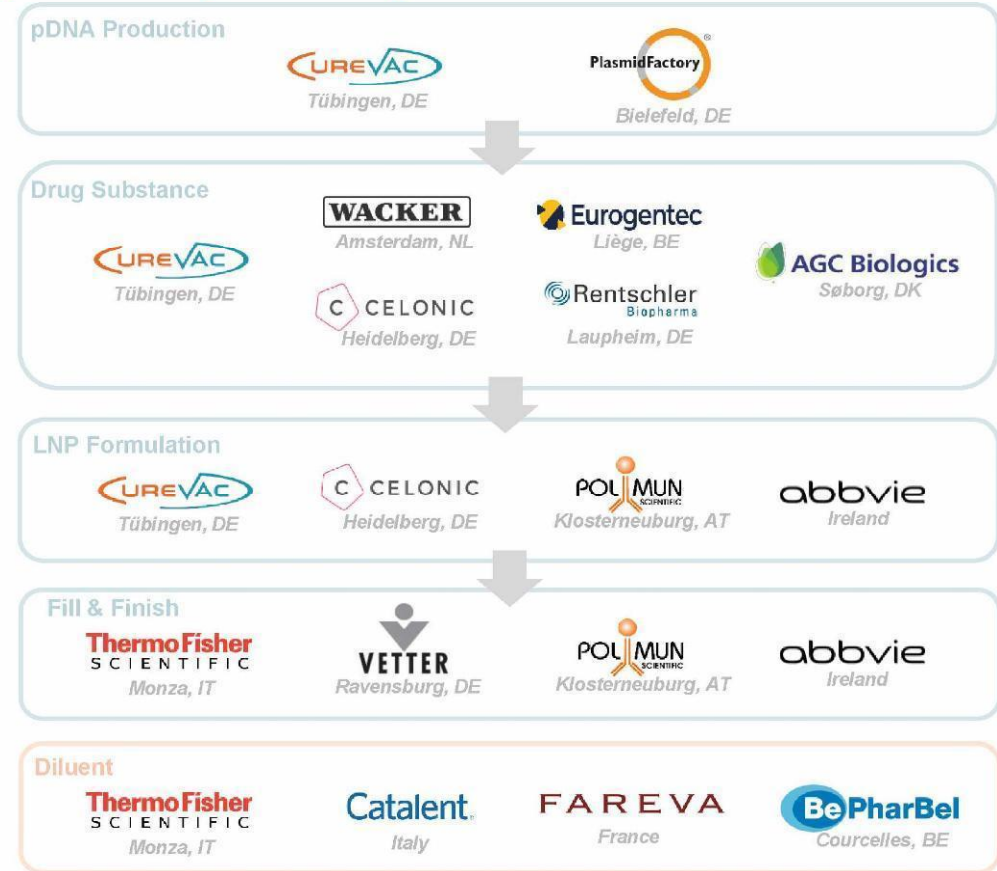 pDNA Production
CUREVAC
Tübingen, DE
PlasmidFactory ®
Bielefeld, DE
Drug Substance
CUREVAC
Tübingen, DE
WACKER
Amsterdam, NL
Eurogentec
Liège, BE
AGC Biologics
Søborg, DK
C CELONIC
Heidelberg, DE
Rentschler
Biopharma
Laupheim, DE
LNP Formulation
CUREVAC
Tübingen, DE
C CELONIC
Heidelberg, DE
POLYMUN
SCIENTIFIC
Klosterneuburg, AT
abbvie
Ireland
Fill & Finish
ThermoFisher
SCIENTIFIC
Monza, IT
VETTER
Ravensburg, DE
POLYMUN
SCIENTIFIC
Klosterneuburg, AT
abbvie
Ireland
Diluent
ThermoFisher
SCIENTIFIC
Monza, IT
Catalent.
Italy
FAREVA
France
BePharBel
Courcelles, BE